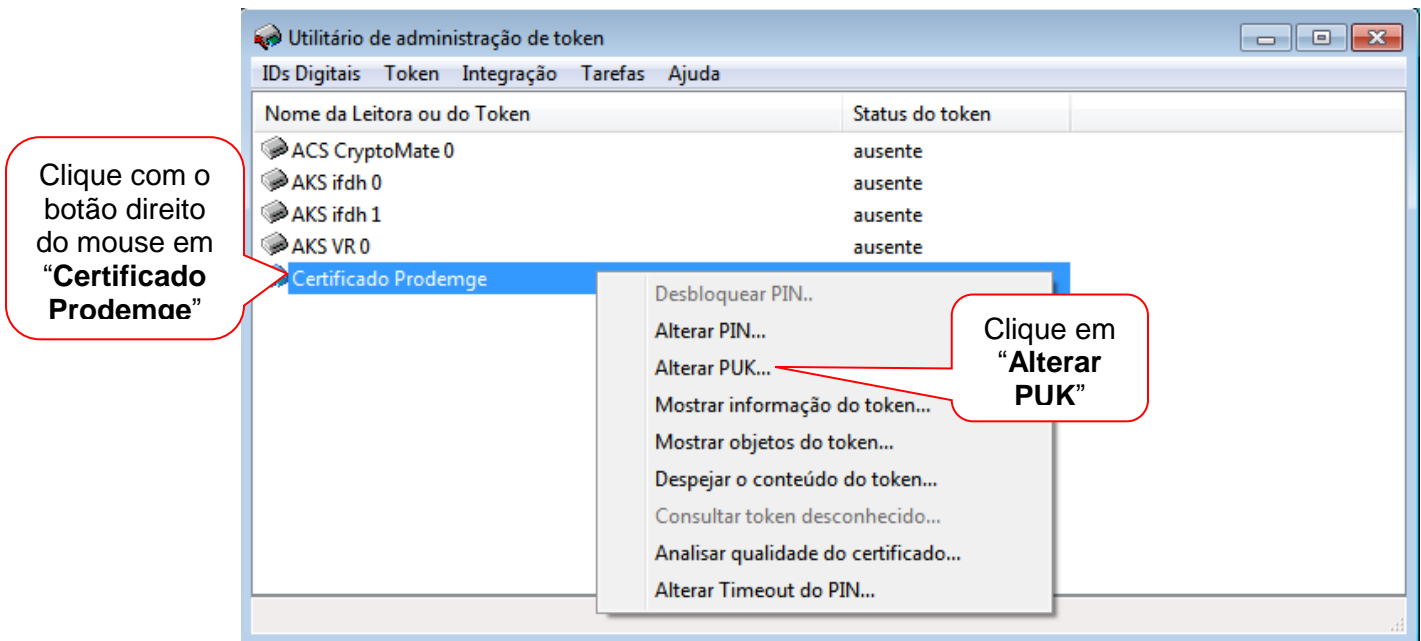 Utilitário de administração de token
IDs Digitais Token Integração Tarefas Ajuda
Nome da Leitora ou do Token Status do token
ACS CryptoMate 0 ausente
AKS ifdh 0 ausente
AKS ifdh 1 ausente
AKS VR 0 ausente
Certificado Prodemge
Clique com o
botão direito
do mouse em
“Certificado
Prodemge”
Desbloquear PIN..
Alterar PIN...
Alterar PUK...
Mostrar informação do token...
Mostrar objetos do token...
Despejar o conteúdo do token...
Consultar token desconhecido...
Analisar qualidade do certificado...
Alterar Timeout do PIN...
Clique em
“Alterar
PUK”